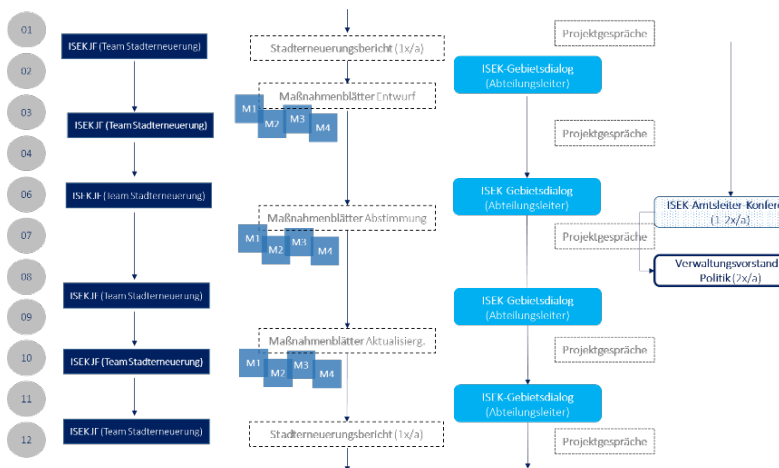 01
02
03
04
06
07
08
09
10
11
12
ISEK JF (Team Stadterneuerung)
ISEK JF (Team Stadterneuerung)
ISEK JF (Team Stadterneuerung)
ISEK JF (Team Stadterneuerung)
ISEK JF (Team Stadterneuerung)
ISEK JF (Team Stadterneuerung)
Stadterneuerungsbericht (1x/a)
Maßnahmenblätter Entwurf
M1
M2
M3
M4
Maßnahmenblätter Abstimmung
M1
M2
M3
M4
Maßnahmenblätter Aktualisierg.
M1
M2
M3
M4
Stadterneuerungsbericht (1x/a)
ISEK-Gebietsdialog
(Abteilungsleiter)
ISEK-Gebietsdialog
(Abteilungsleiter)
ISEK-Gebietsdialog
(Abteilungsleiter)
ISEK-Gebietsdialog
(Abteilungsleiter)
Projektgespräche
Projektgespräche
Projektgespräche
Projektgespräche
Projektgespräche
ISEK-Amtsleiter-Konfere
(1-2x/a)
Verwaltungsvorstand
Politik (2x/a)